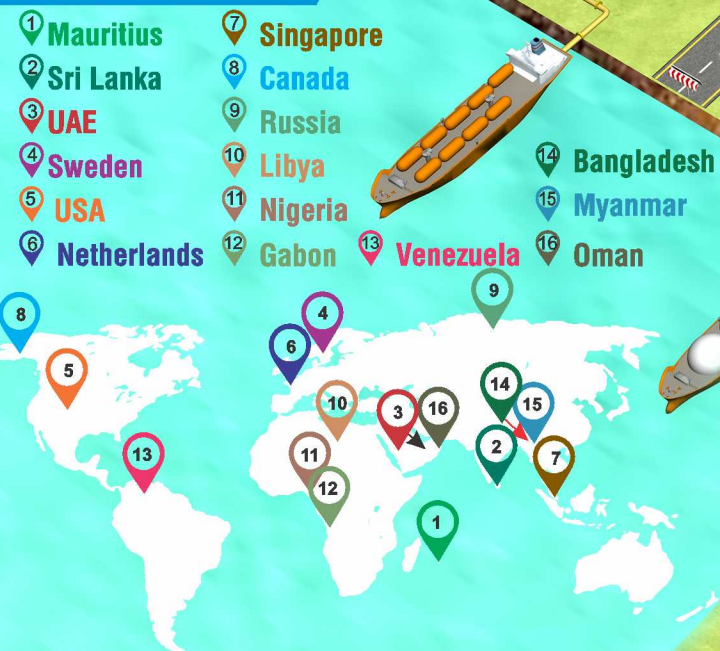 1 Mauritius
2 Sri Lanka
3 UAE
4 Sweden
5 USA
6 Netherlands
7 Singapore
8 Canada
9 Russia
10 Libya
11 Nigeria
12 Gabon
13 Venezuela
14 Bangladesh
15 Myanmar
16 Oman
8
5
13
4
6
9
10
3
16
14
15
11
12
2
7
1